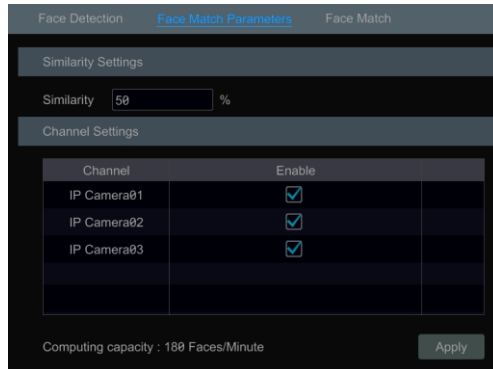 Face Detection Face Match Parameters Face Match
Similarity Settings
Similarity 50 %
Channel Settings
Channel Enable
IP Camera01
IP Camera02
IP Camera03
Computing capacity : 180 Faces/Minute Apply